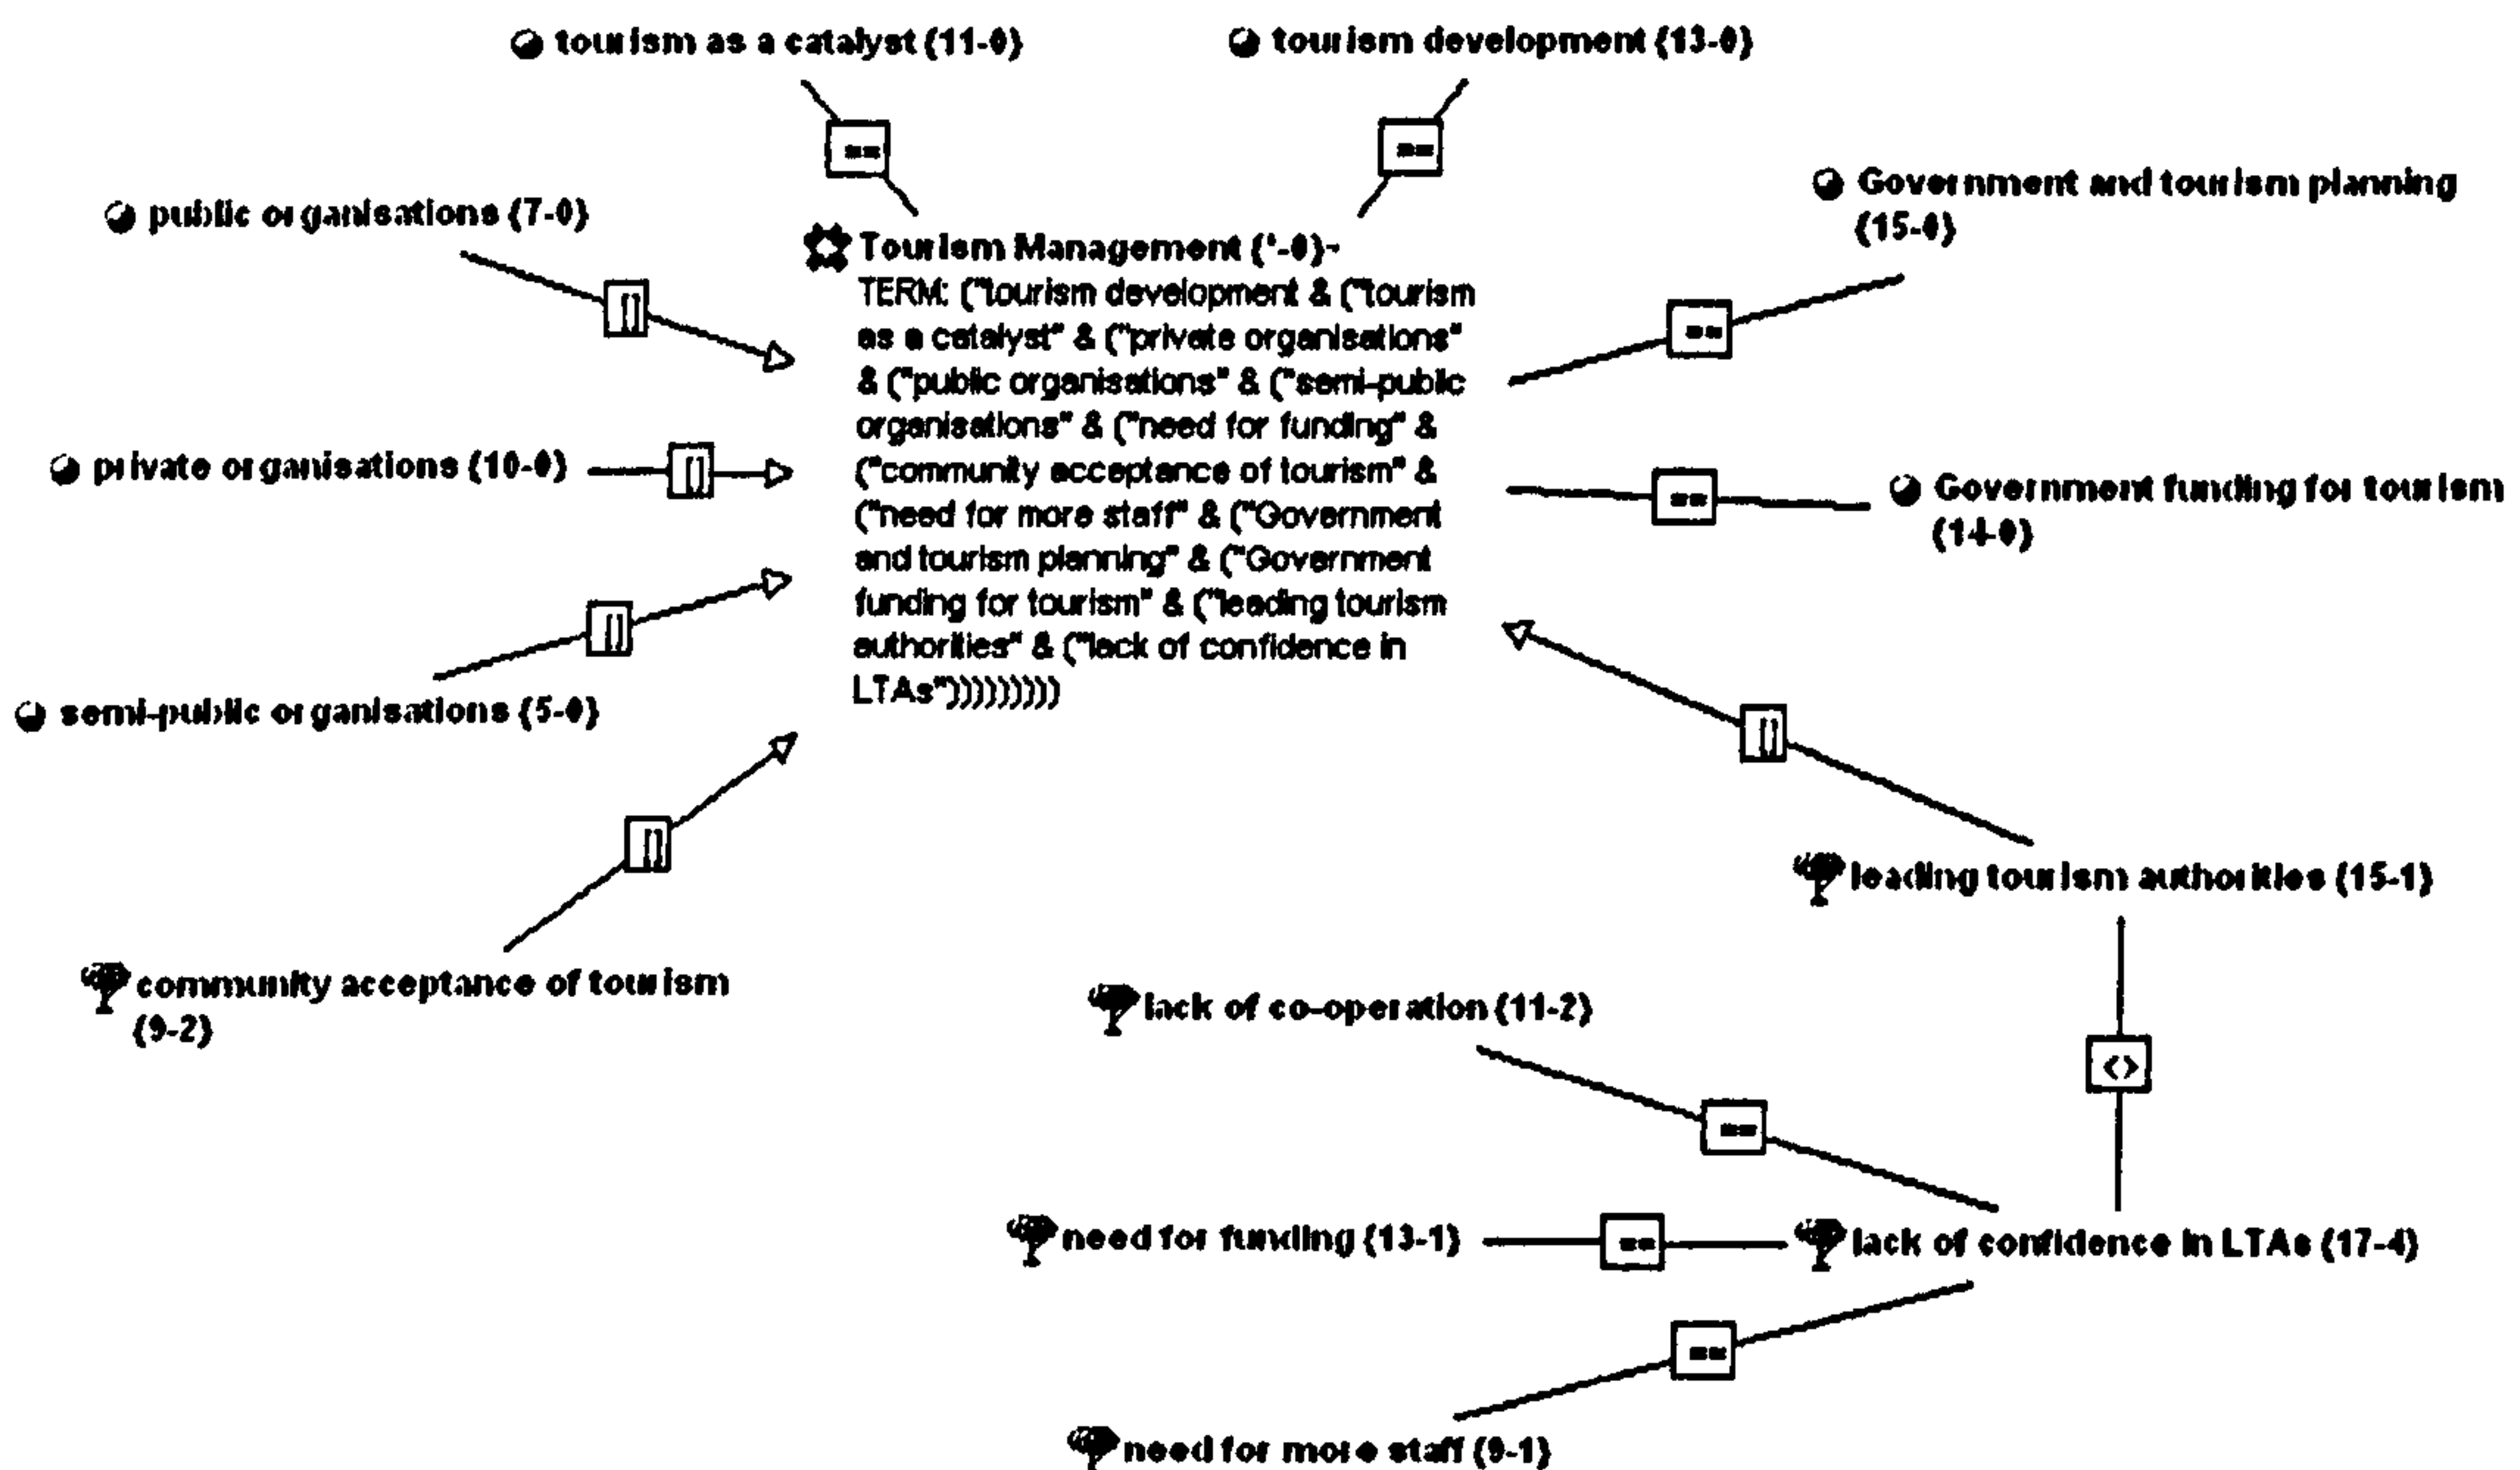 tourism as a catalyst {11-0}
tourism development {13-0}
==
==
Government and tourism planning
{15-0}
public organisations {7-0}
Tourism Management {*-0}~
TERM: ("tourism development & ("tourism
as a catalyst" & ("private organisations"
& ("public organisations" & ("semi-public
organisations" & ("need for funding" &
("community acceptance of tourism" &
("need for more staff" & ("Government
and tourism planning" & ("Government
funding for tourism" & ("leading tourism
authorities" & ("lack of confidence in
LTAs")))))))))
[]
==
private organisations {10-0}
[]
==
Government funding for tourism
{14-0}
[]
semi-public organisations {5-0}
[]
[]
leading tourism authorities {15-1}
community acceptance of tourism
{9-2}
lack of co-operation {11-2}
<>
==
need for funding {13-1}
==
lack of confidence in LTAs {17-4}
==
need for more staff {9-1}